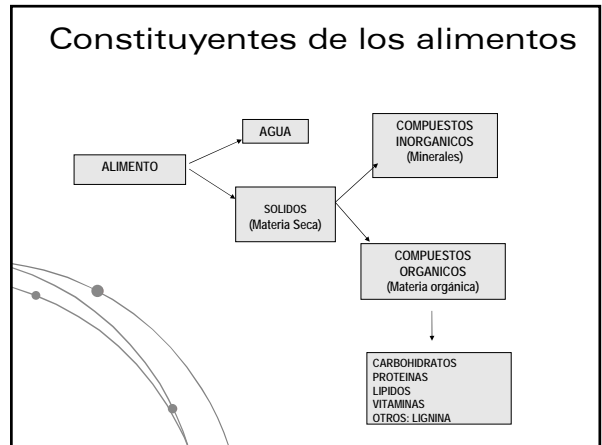 Constituyentes de los alimentos
ALIMENTO
AGUA
SOLIDOS
(Materia Seca)
COMPUESTOS
INORGANICOS
(Minerales)
COMPUESTOS
ORGANICOS
(Materia orgánica)
CARBOHIDRATOS
PROTEINAS
LIPIDOS
VITAMINAS
OTROS: LIGNINA